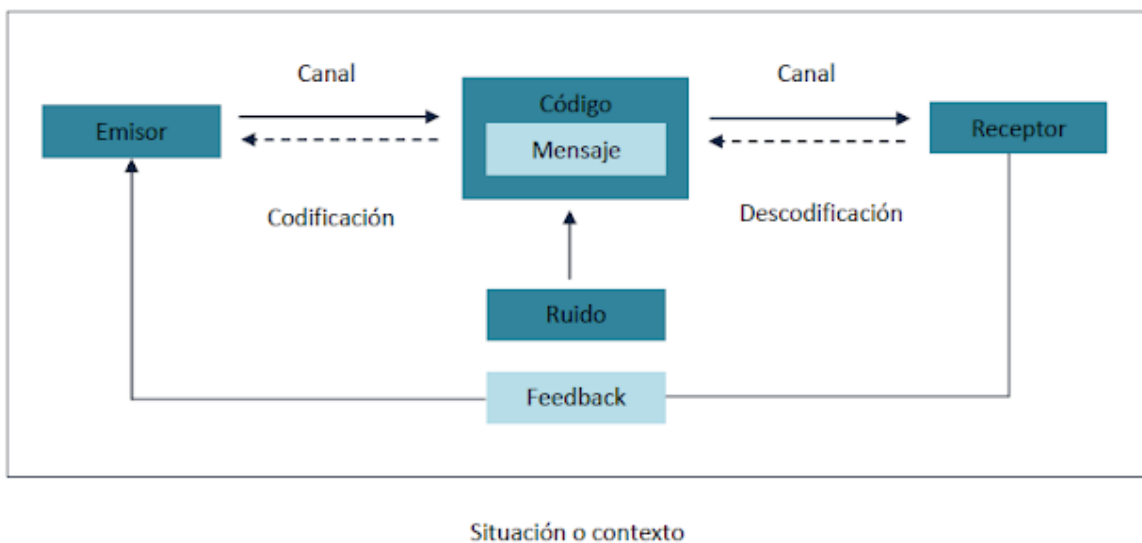 Canal
Canal
Emisor
Código
Mensaje
Receptor
Codificación
Descodificación
Ruido
Feedback
Situación o contexto